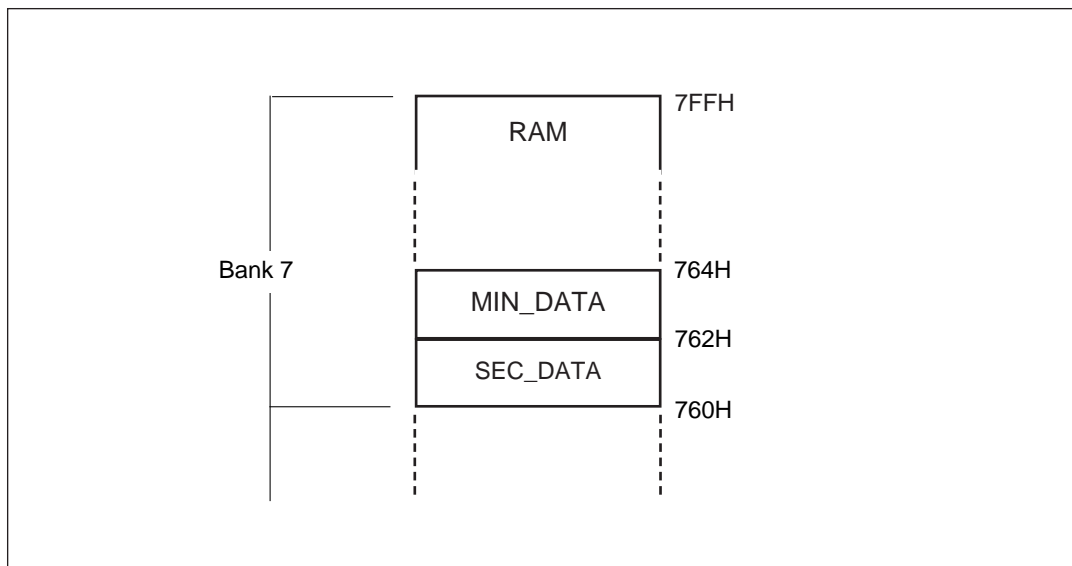 7FFH
RAM
Bank 7
764H
MIN_DATA
762H
SEC_DATA
760H